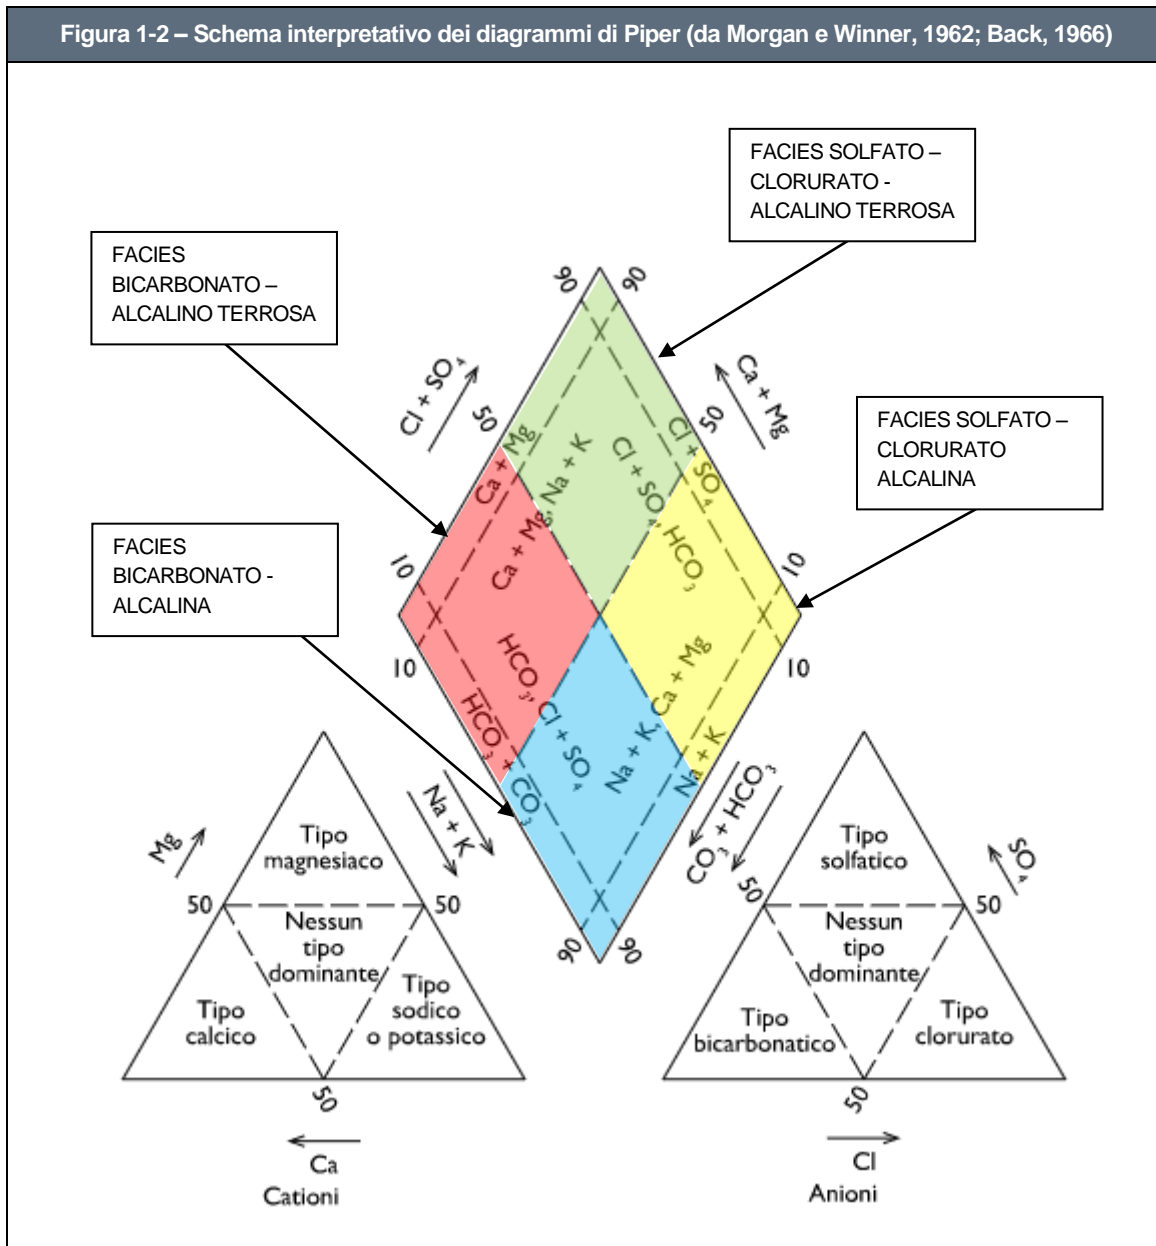 Figura 1-2 – Schema interpretativo dei diagrammi di Piper (da Morgan e Winner, 1962; Back, 1966)
FACIES SOLFATO –
CLORURATO -
ALCALINO TERROSA
FACIES
BICARBONATO –
ALCALINO TERROSA
FACIES SOLFATO –
CLORURATO
ALCALINA
FACIES
BICARBONATO -
ALCALINA
90
90
Cl + SO₄
Ca + Mg
50
50
Ca + Mg
Cl + SO₄
Ca + Mg, Na + K
Cl + SO₄, HCO₃
10
10
10
10
HCO₃ + CO₃
HCO₃, Cl + SO₄
Na + K, Ca + Mg
Na + K
90
90
Na + K
CO₃ + HCO₃
Mg
50
50
Tipo
magnesiaco
Nessun
tipo
dominante
Tipo
calcico
Tipo
sodico
o potassico
50
Ca
Cationi
SO₄
50
50
Tipo
solfatico
Nessun
tipo
dominante
Tipo
bicarbonatico
Tipo
clorurato
50
Cl
Anioni